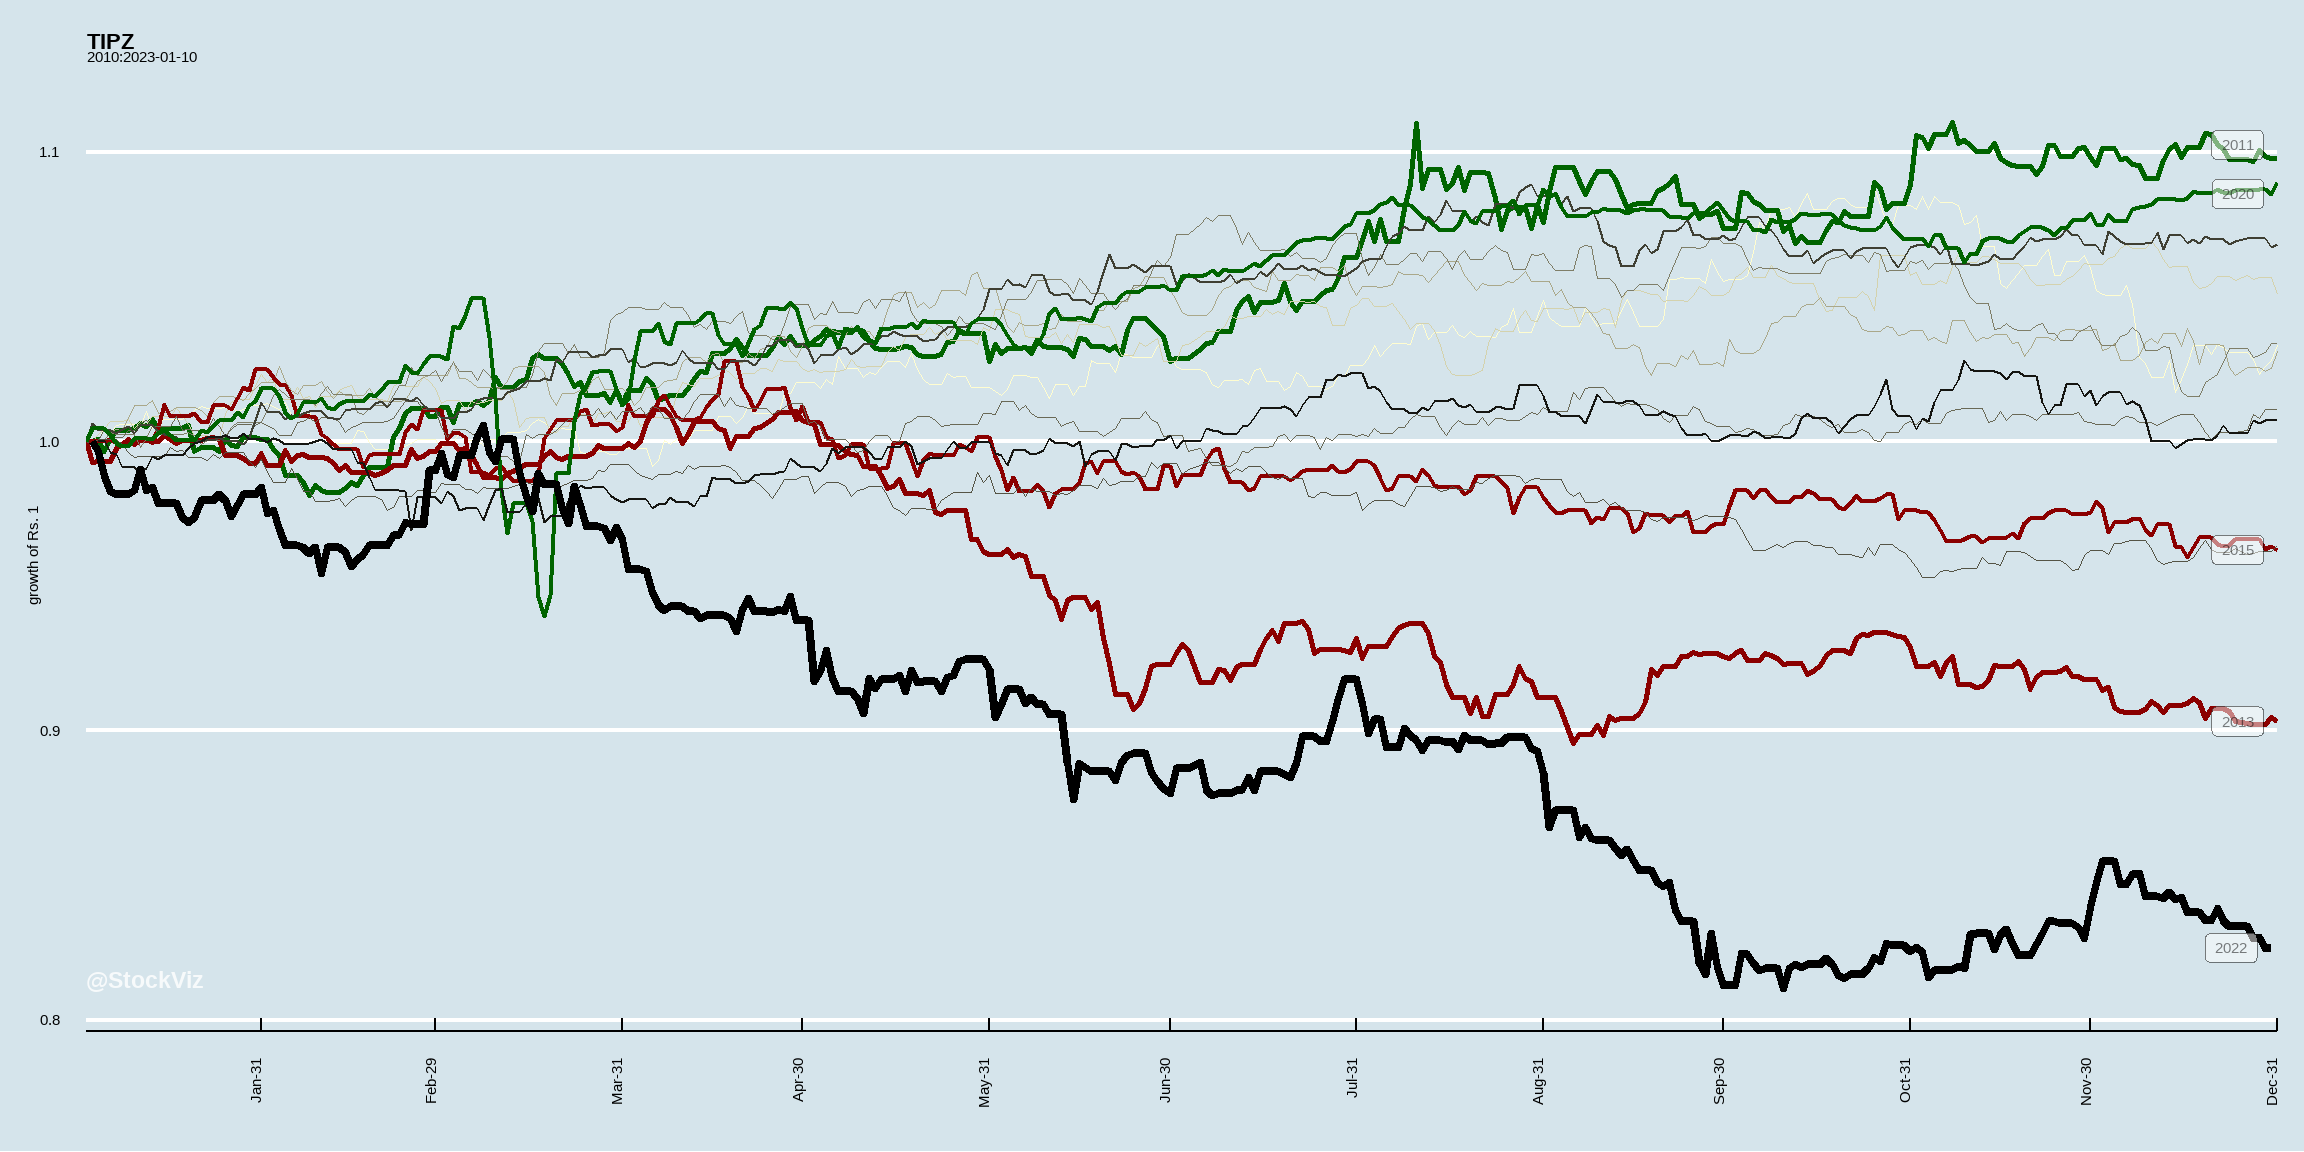 TIPZ
2010:2023-01-10
1.1
2011
2020
1.0
growth of Rs. 1
2015
0.9
2013
2022
@StockViz
0.8
Jan-31
Feb-29
Mar-31
Apr-30
May-31
Jun-30
Jul-31
Aug-31
Sep-30
Oct-31
Nov-30
Dec-31